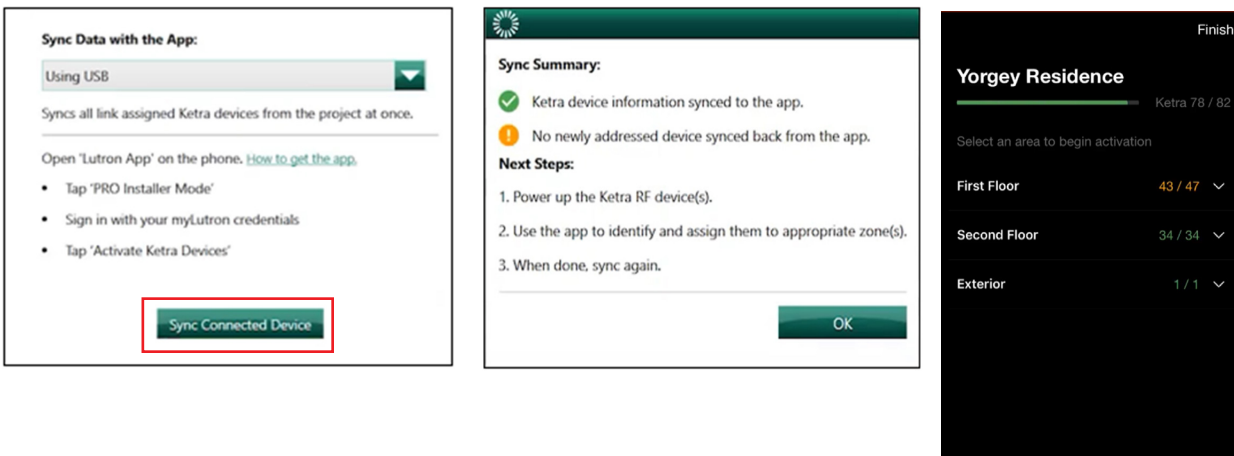 Sync Data with the App:
Using USB
Syncs all link assigned Ketra devices from the project at once.
Open 'Lutron App' on the phone. How to get the app.
• Tap 'PRO Installer Mode'
• Sign in with your myLutron credentials
• Tap 'Activate Ketra Devices'
Sync Connected Device
Sync Summary:
Ketra device information synced to the app.
No newly addressed device synced back from the app.
Next Steps:
1. Power up the Ketra RF device(s).
2. Use the app to identify and assign them to appropriate zone(s).
3. When done, sync again.
OK
Finish
Yorgey Residence
Ketra 78 / 82
Select an area to begin activation
First Floor 43 / 47
Second Floor 34 / 34
Exterior 1 / 1